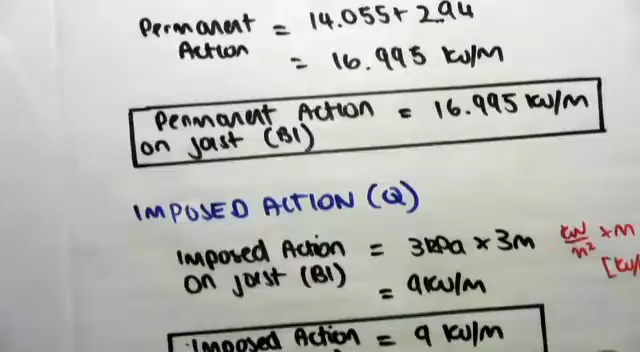 Permanent = 14.055+ 2.94
Action = 16.995 kN/M
Permanent Action = 16.995 kN/M
on joist (B1)
IMPOSED ACTION (Q)
Imposed Action = 3kPa × 3m kN/m² × M
on joist (B1) [kN/
= 9kN/M
Imposed Action = 9 kN/M